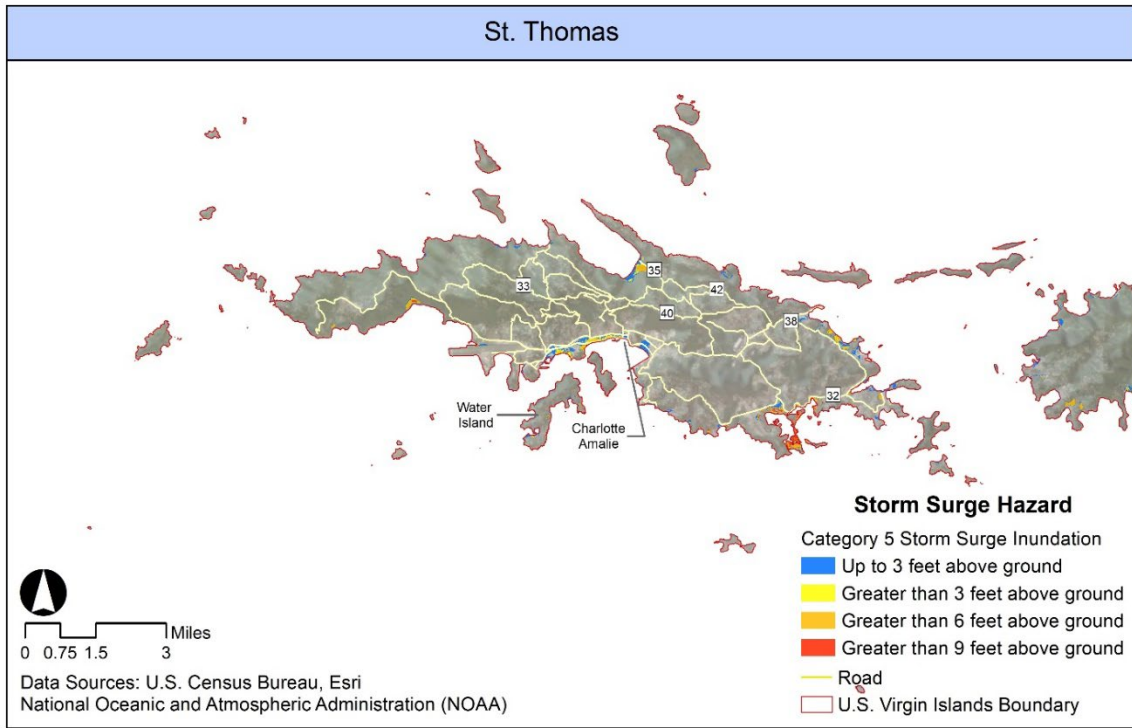 St. Thomas
35
33
42
40
38
32
Water
Island
Charlotte
Amalie
Storm Surge Hazard
Category 5 Storm Surge Inundation
Up to 3 feet above ground
Greater than 3 feet above ground
Greater than 6 feet above ground
Greater than 9 feet above ground
Road
U.S. Virgin Islands Boundary
Miles
0 0.75 1.5 3
Data Sources: U.S. Census Bureau, Esri
National Oceanic and Atmospheric Administration (NOAA)